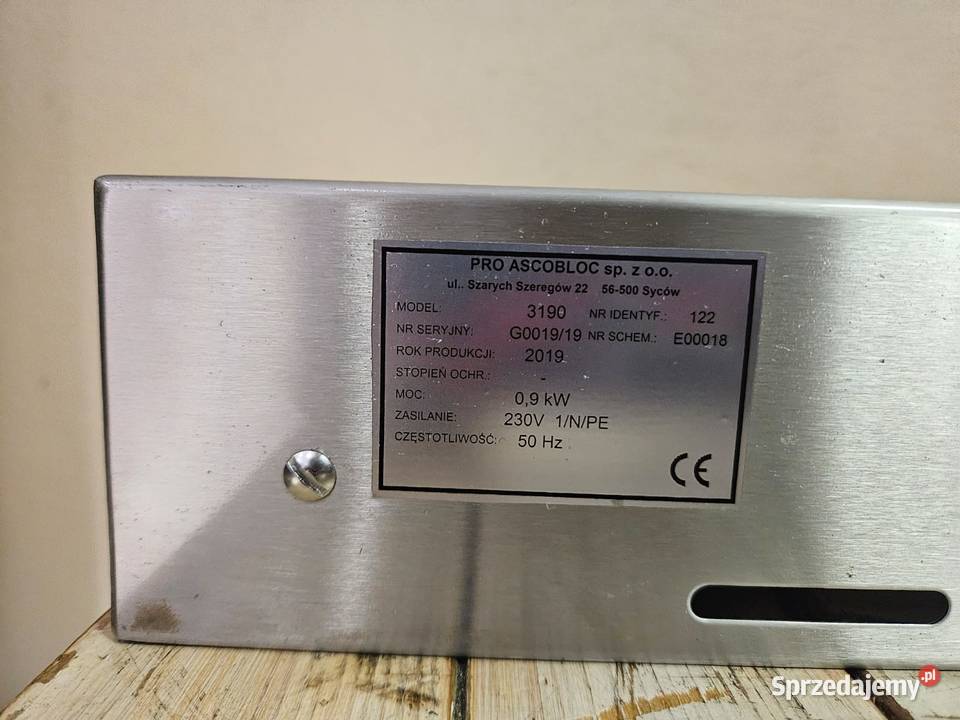 PRO ASCOBLOC sp. z o.o.
ul.. Szarych Szeregów 22 56-500 Syców
MODEL: 3190 NR IDENTYF.: 122
NR SERYJNY: G0019/19 NR SCHEM.: E00018
ROK PRODUKCJI: 2019
STOPIEŃ OCHR.: -
MOC: 0,9 kW
ZASILANIE: 230V 1/N/PE
CZĘSTOTLIWOŚĆ: 50 Hz
CE
Sprzedajemy.pl